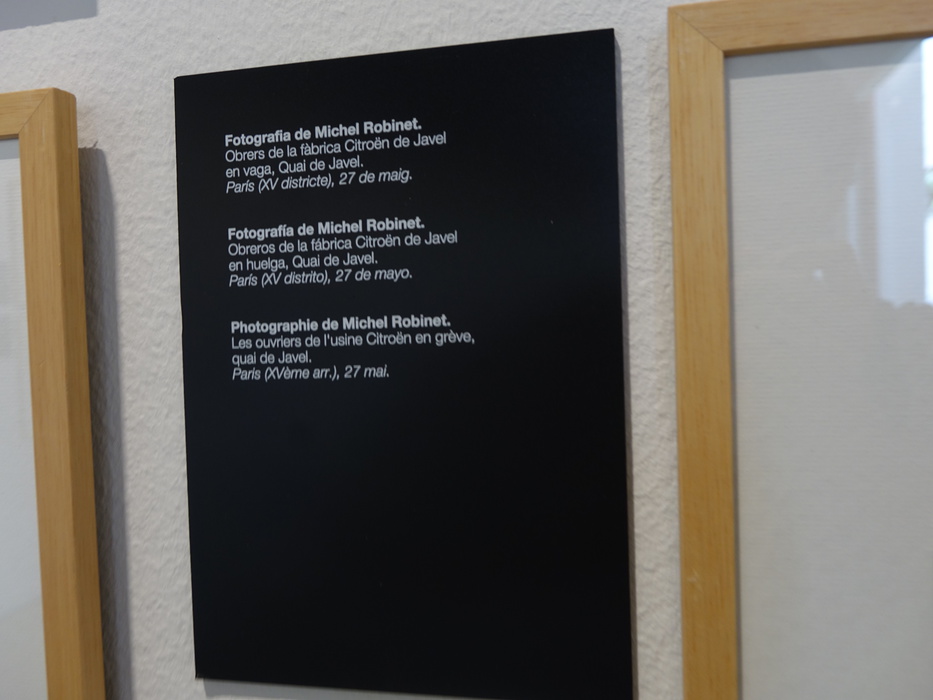 Fotografia de Michel Robinet.
Obrers de la fàbrica Citroën de Javel
en vaga, Quai de Javel.
París (XV districte), 27 de maig.
Fotografía de Michel Robinet.
Obreros de la fábrica Citroën de Javel
en huelga, Quai de Javel.
París (XV distrito), 27 de mayo.
Photographie de Michel Robinet.
Les ouvriers de l'usine Citroën en grève,
quai de Javel.
Paris (XVème arr.), 27 mai.